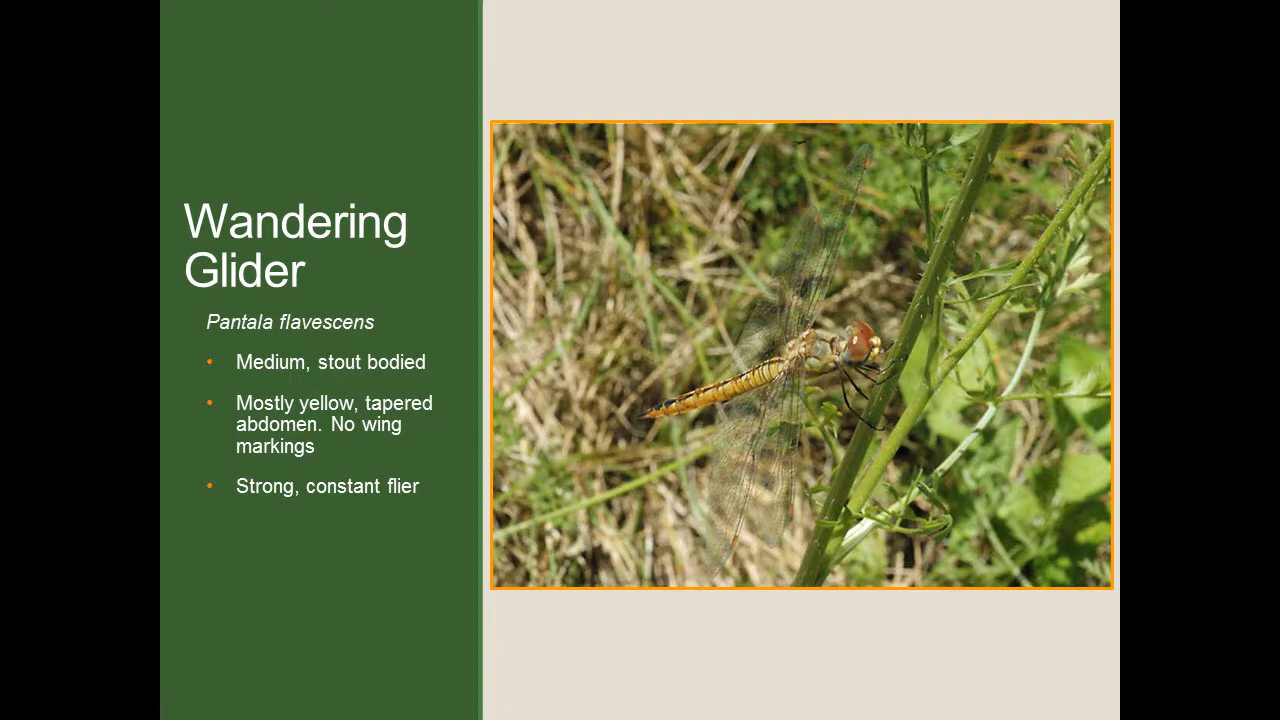 Wandering
Glider
Pantala flavescens
• Medium, stout bodied
• Mostly yellow, tapered
abdomen. No wing
markings
• Strong, constant flier